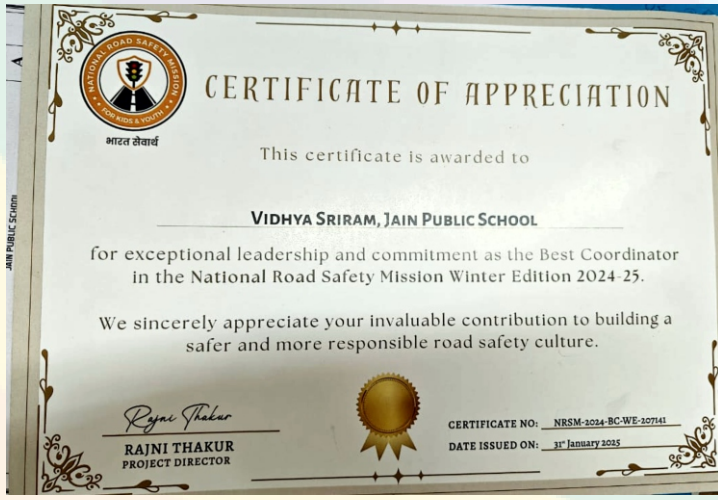 NATIONAL ROAD SAFETY MISSION
FOR KIDS & YOUTH
भारत सेवार्थ
CERTIFICATE OF APPRECIATION
This certificate is awarded to
VIDHYA SRIRAM, JAIN PUBLIC SCHOOL
for exceptional leadership and commitment as the Best Coordinator
in the National Road Safety Mission Winter Edition 2024-25.
We sincerely appreciate your invaluable contribution to building a
safer and more responsible road safety culture.
Rajni Thakur
RAJNI THAKUR
PROJECT DIRECTOR
CERTIFICATE NO: NRSM-2024-BC-WE-207141
DATE ISSUED ON: 31st January 2025
JAIN PUBLIC SCHOOL